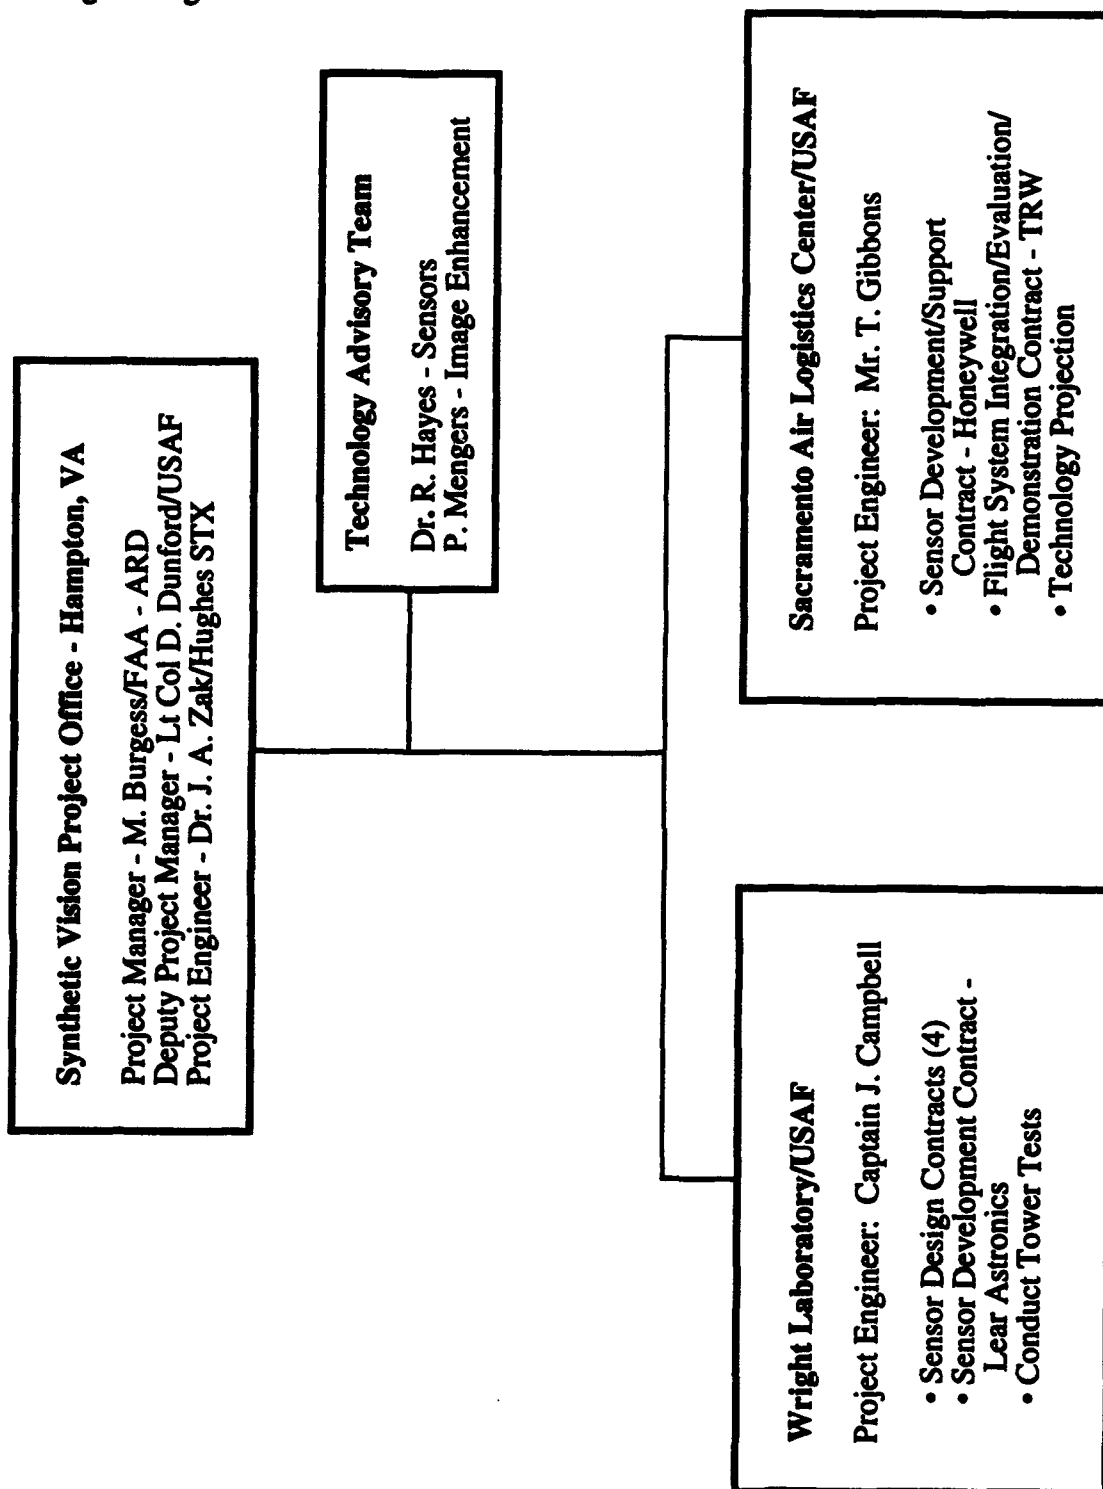 Synthetic Vision Project Office - Hampton, VA
Project Manager - M. Burgess/FAA - ARD
Deputy Project Manager - Lt Col D. Dunford/USAF
Project Engineer - Dr. J. A. Zak/Hughes STX
Technology Advisory Team
Dr. R. Hayes - Sensors
P. Mengers - Image Enhancement
Wright Laboratory/USAF
Project Engineer: Captain J. Campbell
• Sensor Design Contracts (4)
• Sensor Development Contract -
Lear Astronics
• Conduct Tower Tests
Sacramento Air Logistics Center/USAF
Project Engineer: Mr. T. Gibbons
• Sensor Development/Support
Contract - Honeywell
• Flight System Integration/Evaluation/
Demonstration Contract - TRW
• Technology Projection